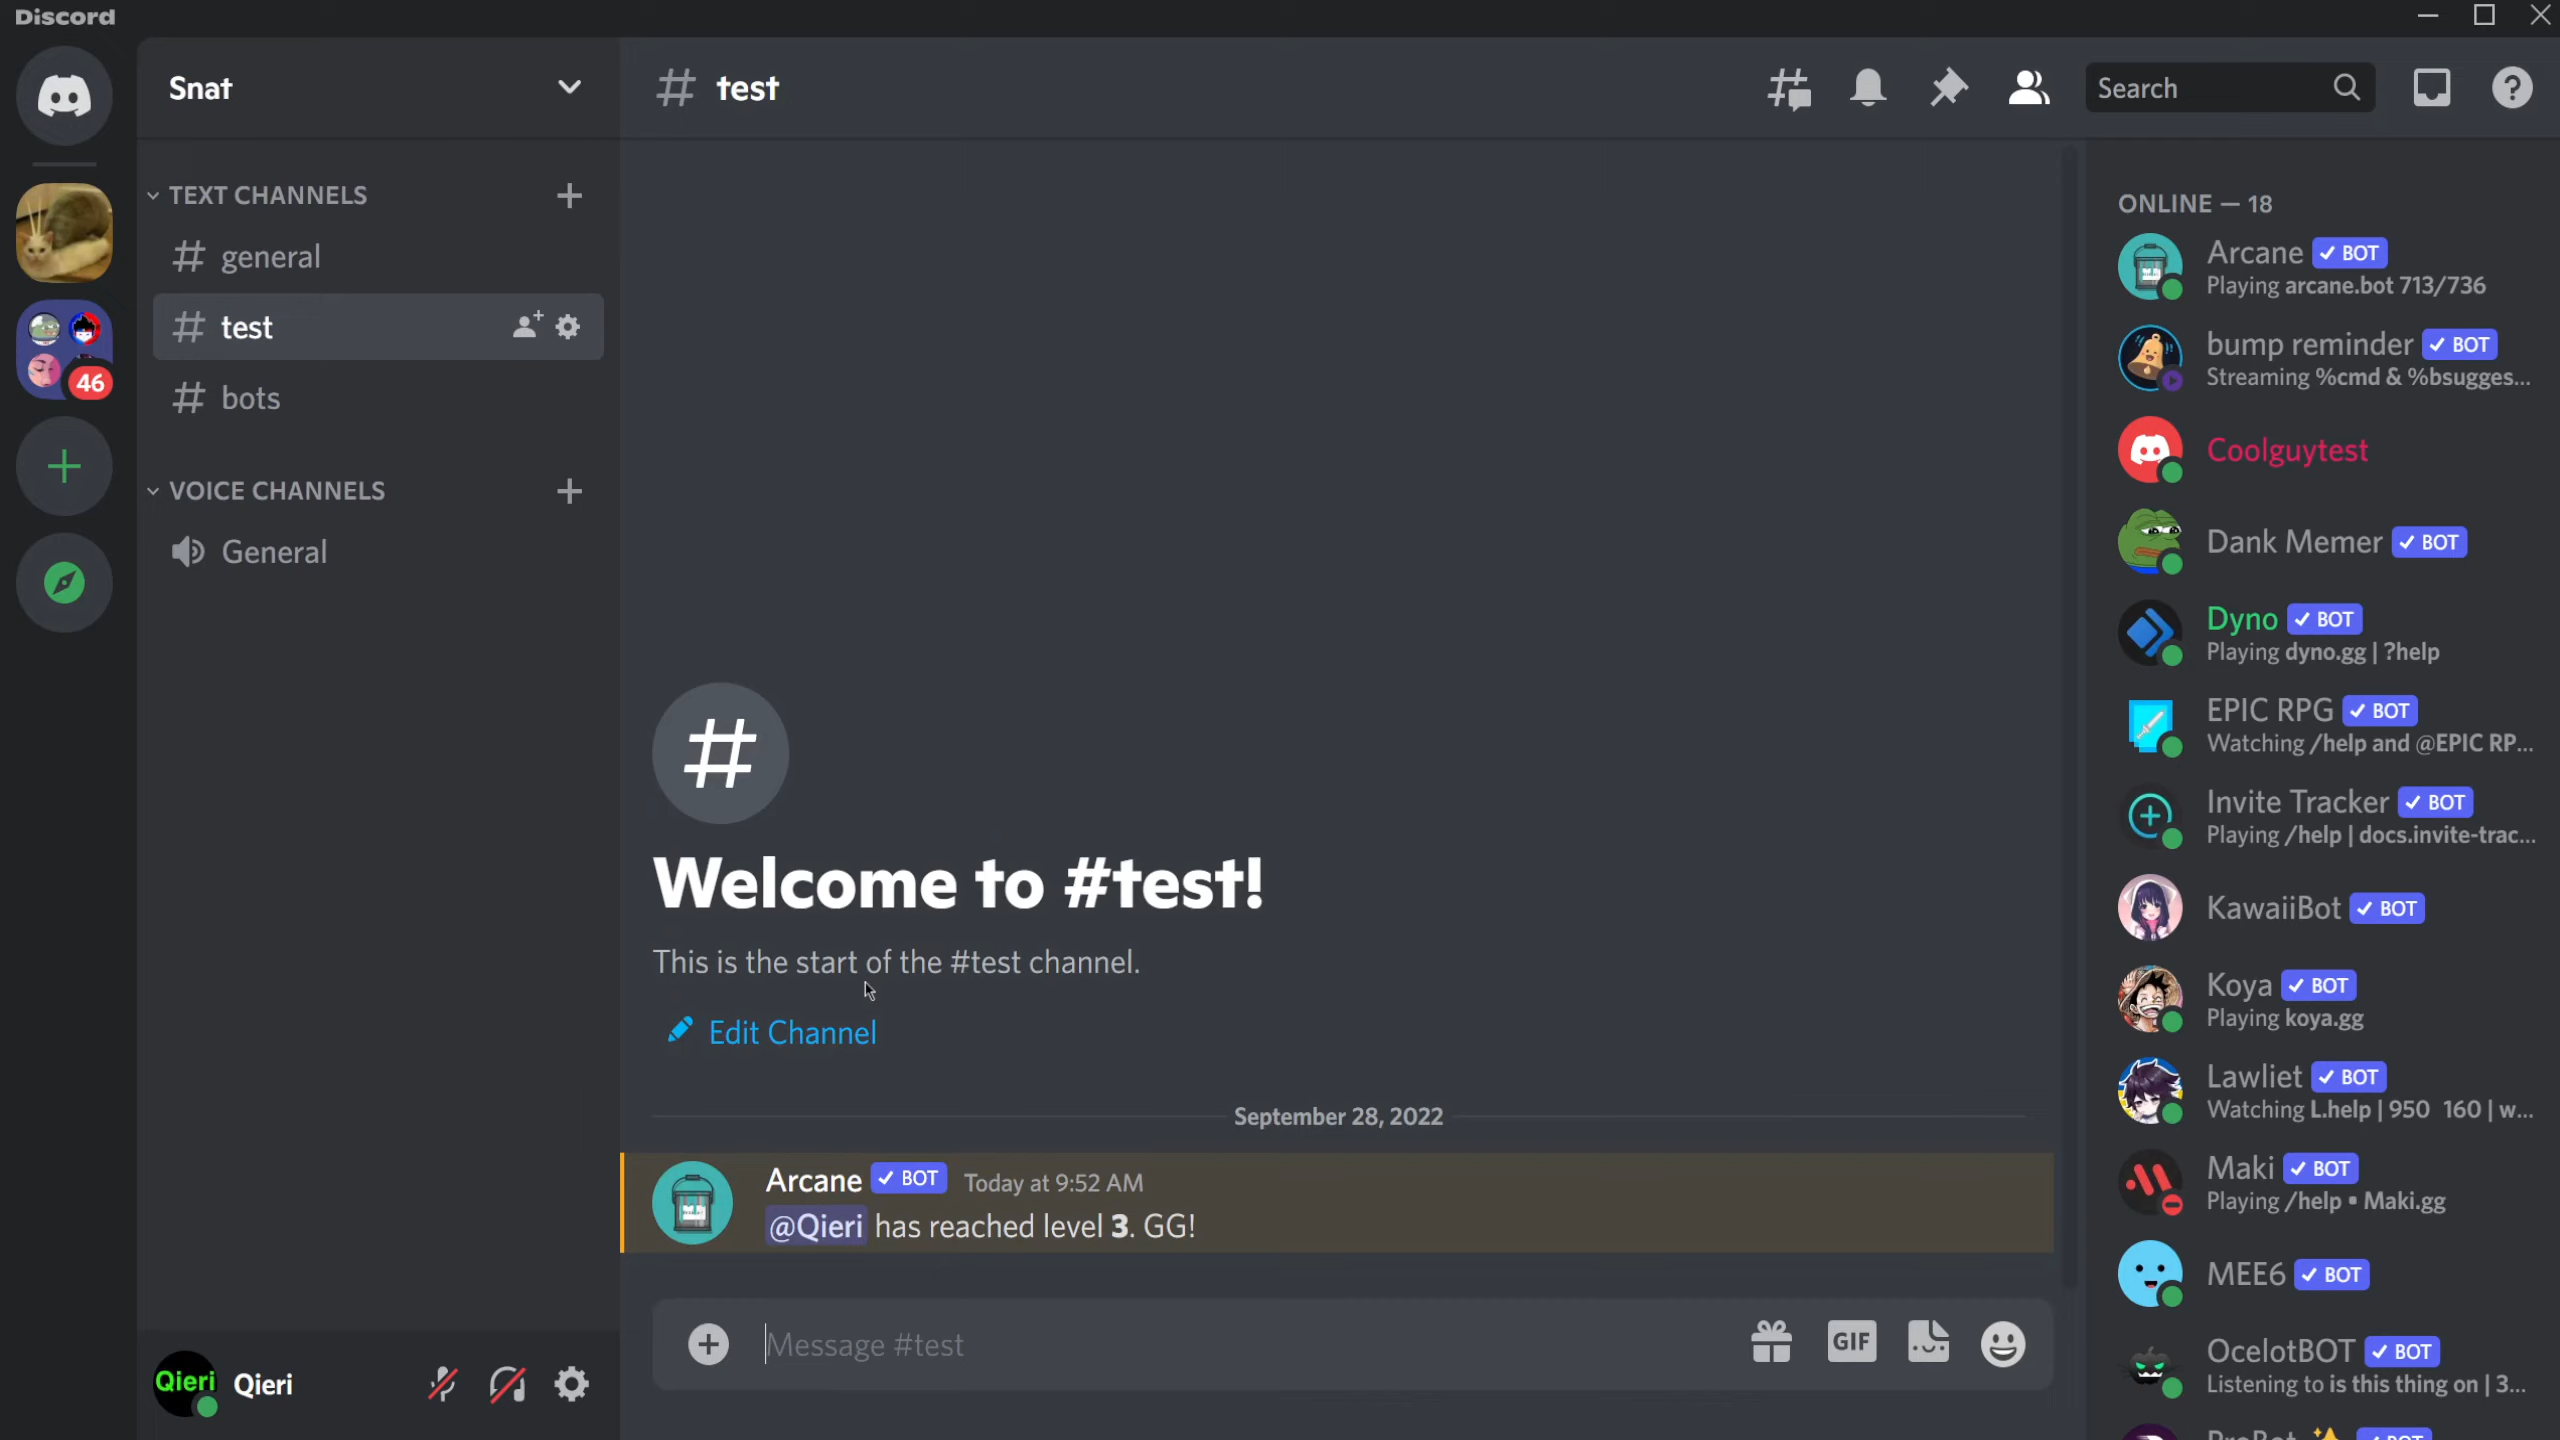 Discord
Snat
TEXT CHANNELS
general
test
bots
VOICE CHANNELS
General
46
Qieri
Qieri
test
Search
Welcome to #test!
This is the start of the #test channel.
Edit Channel
September 28, 2022
Arcane ✓ BOT Today at 9:52 AM
@Qieri has reached level 3. GG!
Message #test
GIF
ONLINE — 18
Arcane ✓ BOT
Playing arcane.bot 713/736
bump reminder ✓ BOT
Streaming %cmd & %bsugges...
Coolguytest
Dank Memer ✓ BOT
Dyno ✓ BOT
Playing dyno.gg | ?help
EPIC RPG ✓ BOT
Watching /help and @EPIC RP...
Invite Tracker ✓ BOT
Playing /help | docs.invite-trac...
KawaiiBot ✓ BOT
Koya ✓ BOT
Playing koya.gg
Lawliet ✓ BOT
Watching L.help | 950 160 | w...
Maki ✓ BOT
Playing /help • Maki.gg
MEE6 ✓ BOT
OcelotBOT ✓ BOT
Listening to is this thing on | 3...